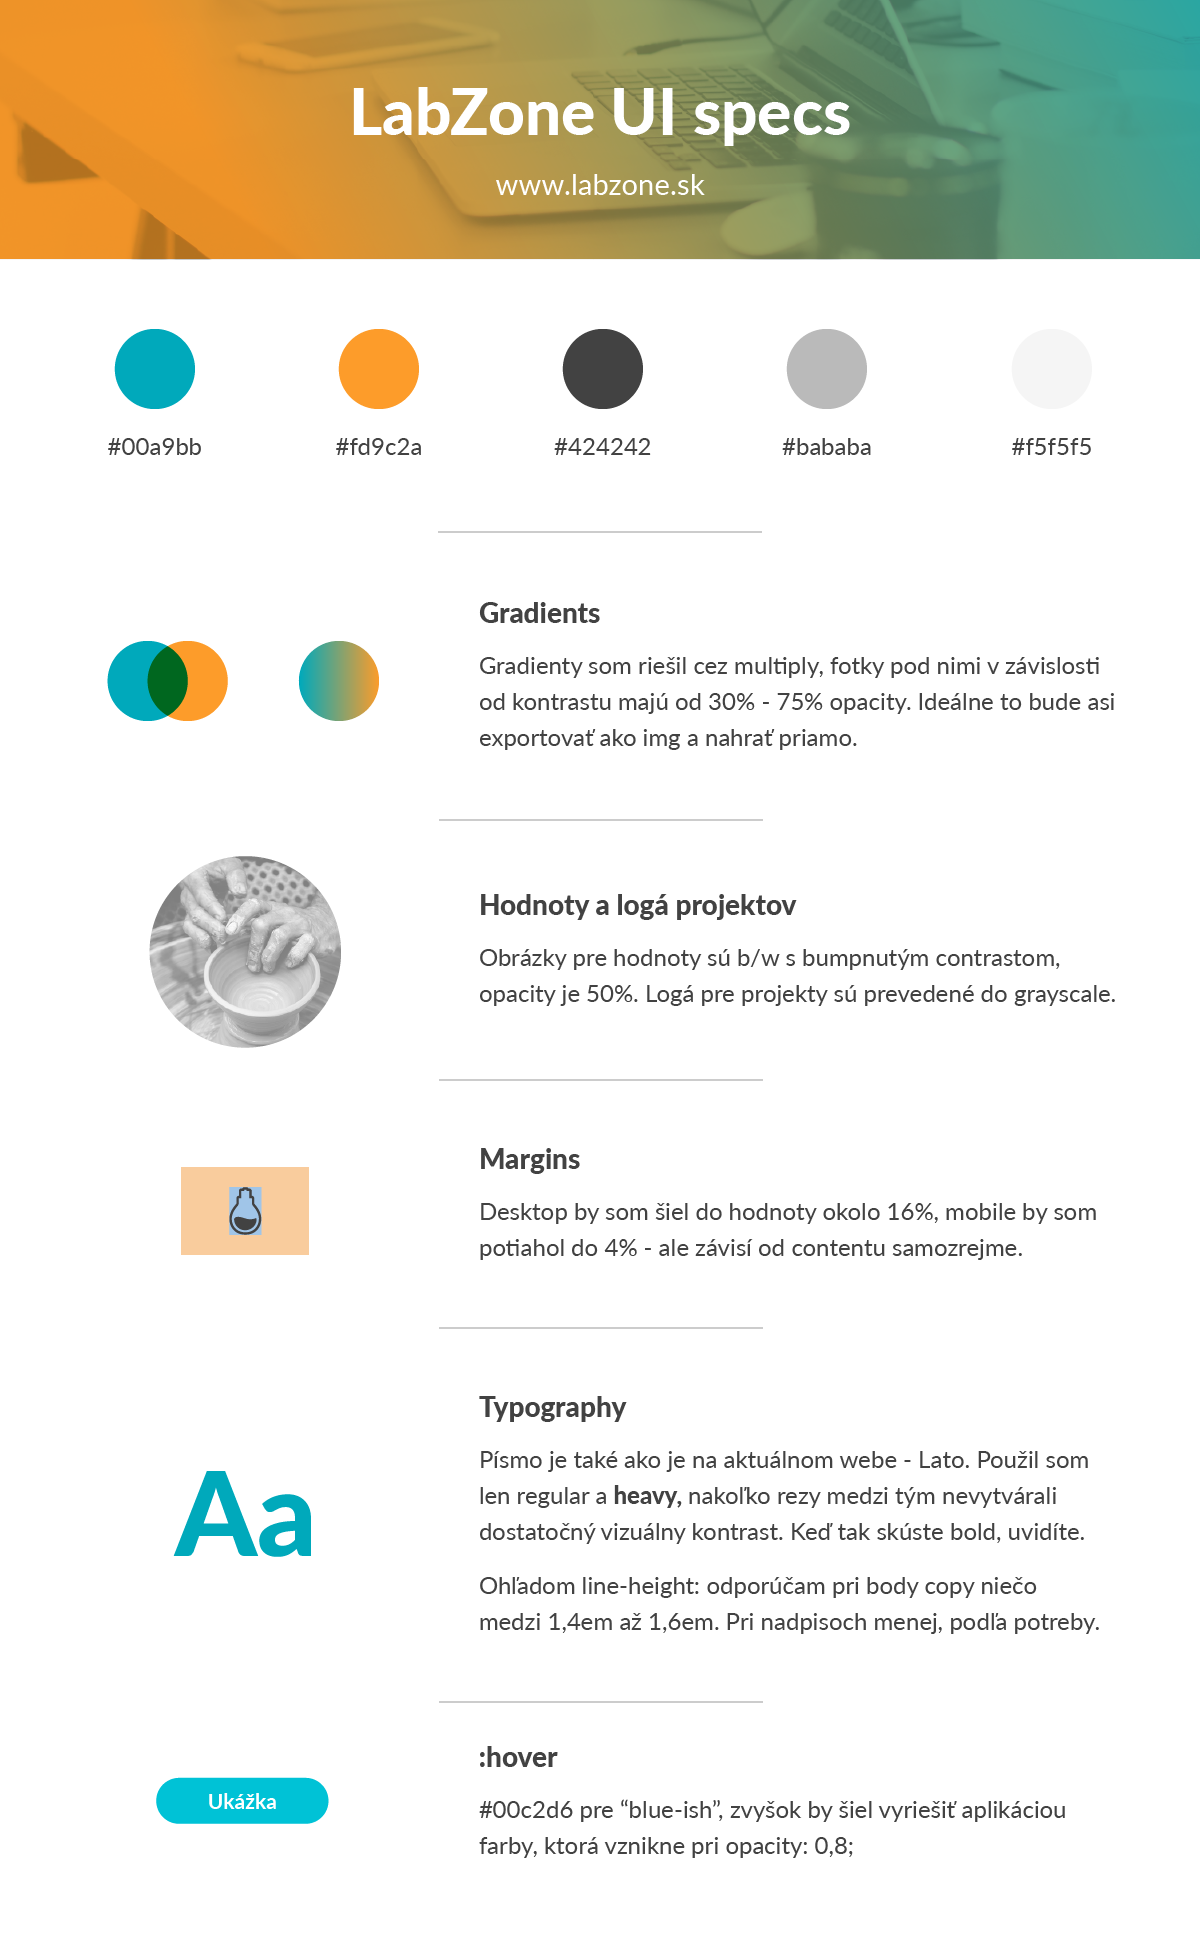 LabZone UI specs
www.labzone.sk
#00a9bb
#fd9c2a
#424242
#bababa
#f5f5f5
Gradients
Gradienty som riešil cez multiply, fotky pod nimi v závislosti
od kontrastu majú od 30% - 75% opacity. Ideálne to bude asi
exportovať ako img a nahrať priamo.
Hodnoty a logá projektov
Obrázky pre hodnoty sú b/w s bumpnutým contrastom,
opacity je 50%. Logá pre projekty sú prevedené do grayscale.
Margins
Desktop by som šiel do hodnoty okolo 16%, mobile by som
potiahol do 4% - ale závisí od contentu samozrejme.
Typography
Aa
Písmo je také ako je na aktuálnom webe - Lato. Použil som
len regular a heavy, nakoľko rezy medzi tým nevytvárali
dostatočný vizuálny kontrast. Keď tak skúste bold, uvidíte.
Ohľadom line-height: odporúčam pri body copy niečo
medzi 1,4em až 1,6em. Pri nadpisoch menej, podľa potreby.
:hover
Ukážka
#00c2d6 pre “blue-ish”, zvyšok by šiel vyriešiť aplikáciou
farby, ktorá vznikne pri opacity: 0,8;